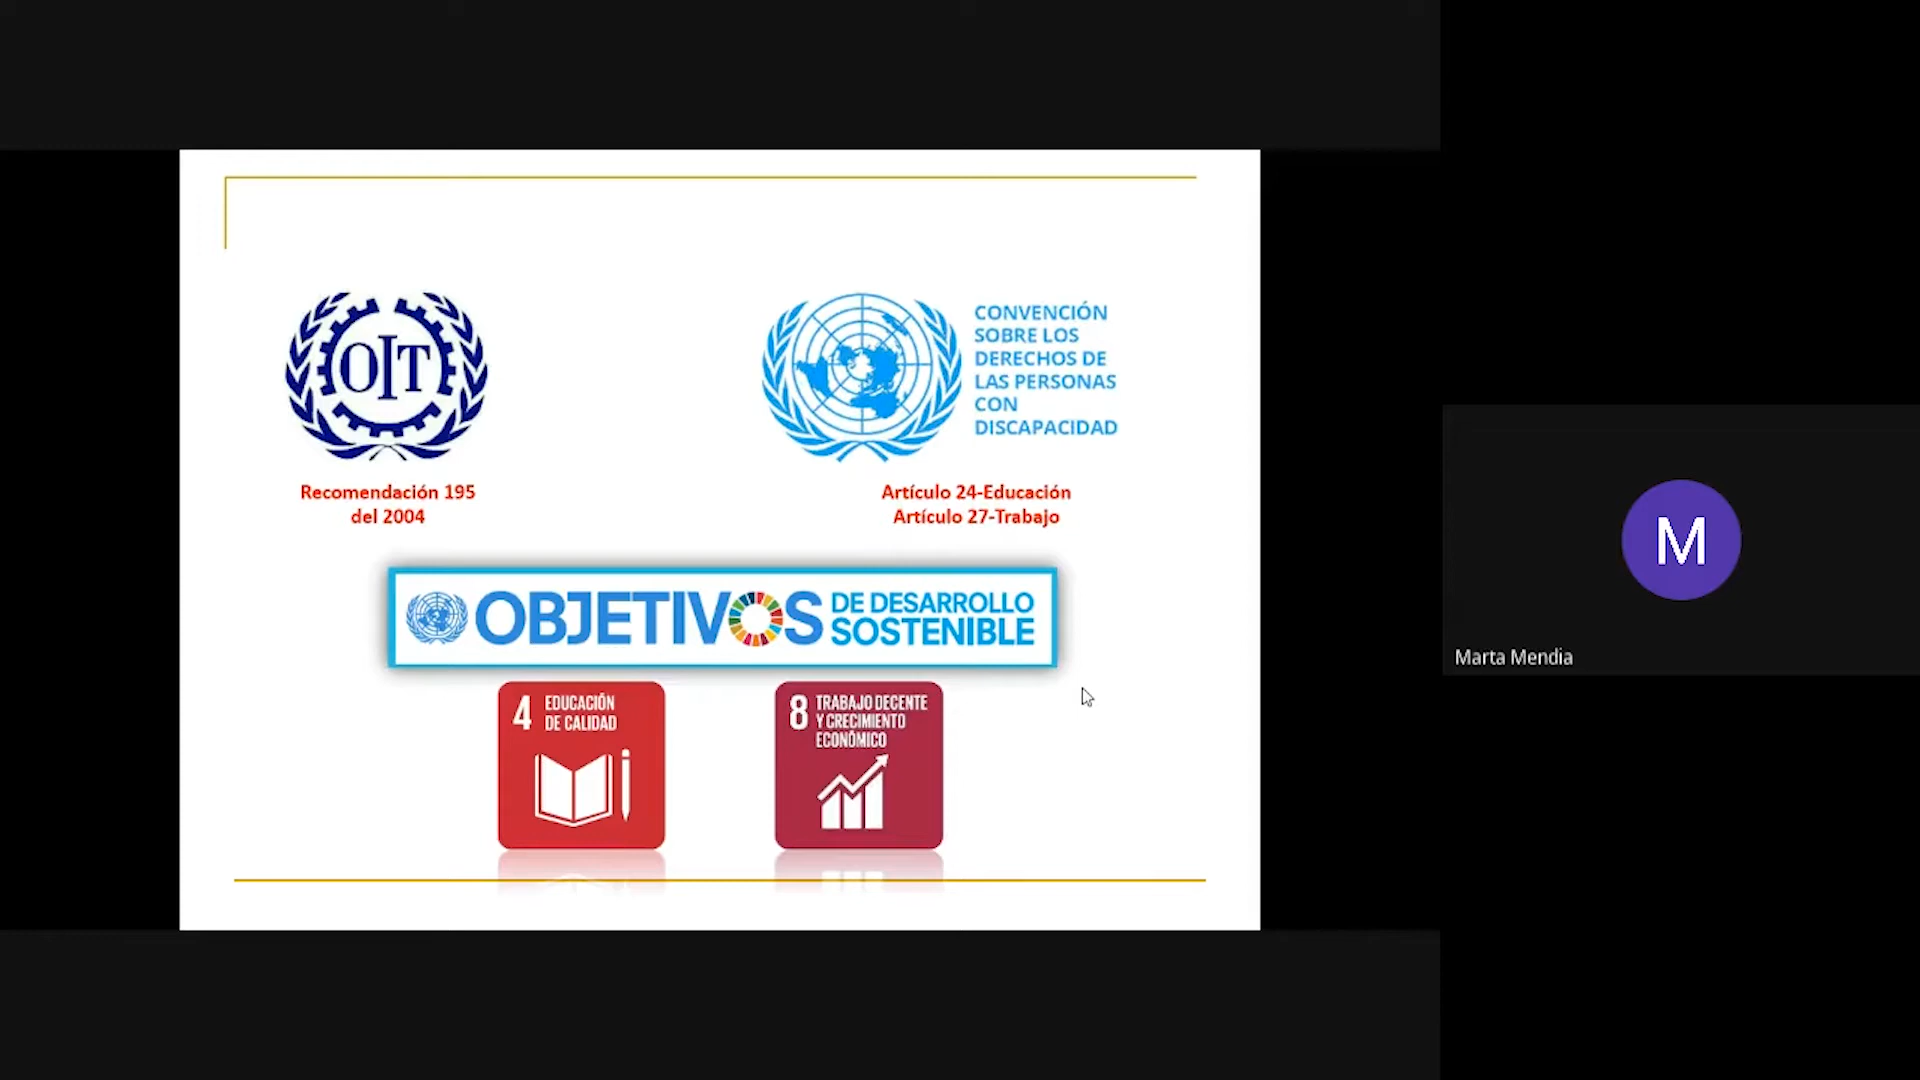 OIT
CONVENCIÓN
SOBRE LOS
DERECHOS DE
LAS PERSONAS
CON
DISCAPACIDAD
Recomendación 195
del 2004
Artículo 24-Educación
Artículo 27-Trabajo
OBJETIVOS
DE DESARROLLO
SOSTENIBLE
4 EDUCACIÓN
DE CALIDAD
8 TRABAJO DECENTE
Y CRECIMIENTO
ECONÓMICO
M
Marta Mendia